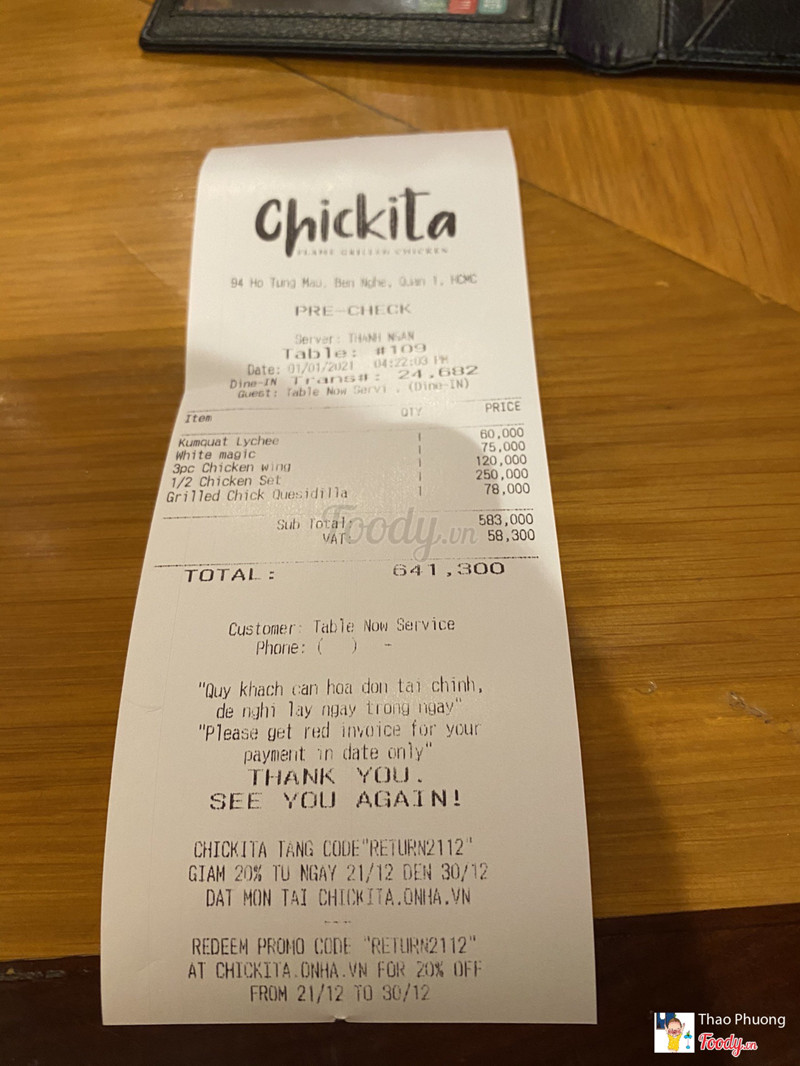 Chickita
FLAME GRILLED CHICKEN
94 Ho Tung Mau, Ben Nghe, Quan 1, HCMC
PRE-CHECK
Server: THANH NGAN
Table: #109
Date: 01/01/2021 04:22:03 PM
Dine-IN Trans#: 24,682
Guest: Table Now Servi . (Dine-IN)
Item QTY PRICE
Kumquat Lychee 1 60,000
White magic 1 75,000
3pc Chicken wing 1 120,000
1/2 Chicken Set 1 250,000
Grilled Chick Quesidilla 1 78,000
Sub Total: 583,000
VAT: 58,300
Foody.vn
TOTAL: 641,300
Customer: Table Now Service
Phone: ( ) -
"Quy khach can hoa don tai chinh,
de nghi lay ngay trong ngay"
"Please get red invoice for your
payment in date only"
THANK YOU.
SEE YOU AGAIN!
CHICKITA TANG CODE"RETURN2112"
GIAM 20% TU NGAY 21/12 DEN 30/12
DAT MON TAI CHICKITA.ONHA.VN
---
REDEEM PROMO CODE "RETURN2112"
AT CHICKITA.ONHA.VN FOR 20% OFF
FROM 21/12 TO 30/12
Thao Phuong
Foody.vn